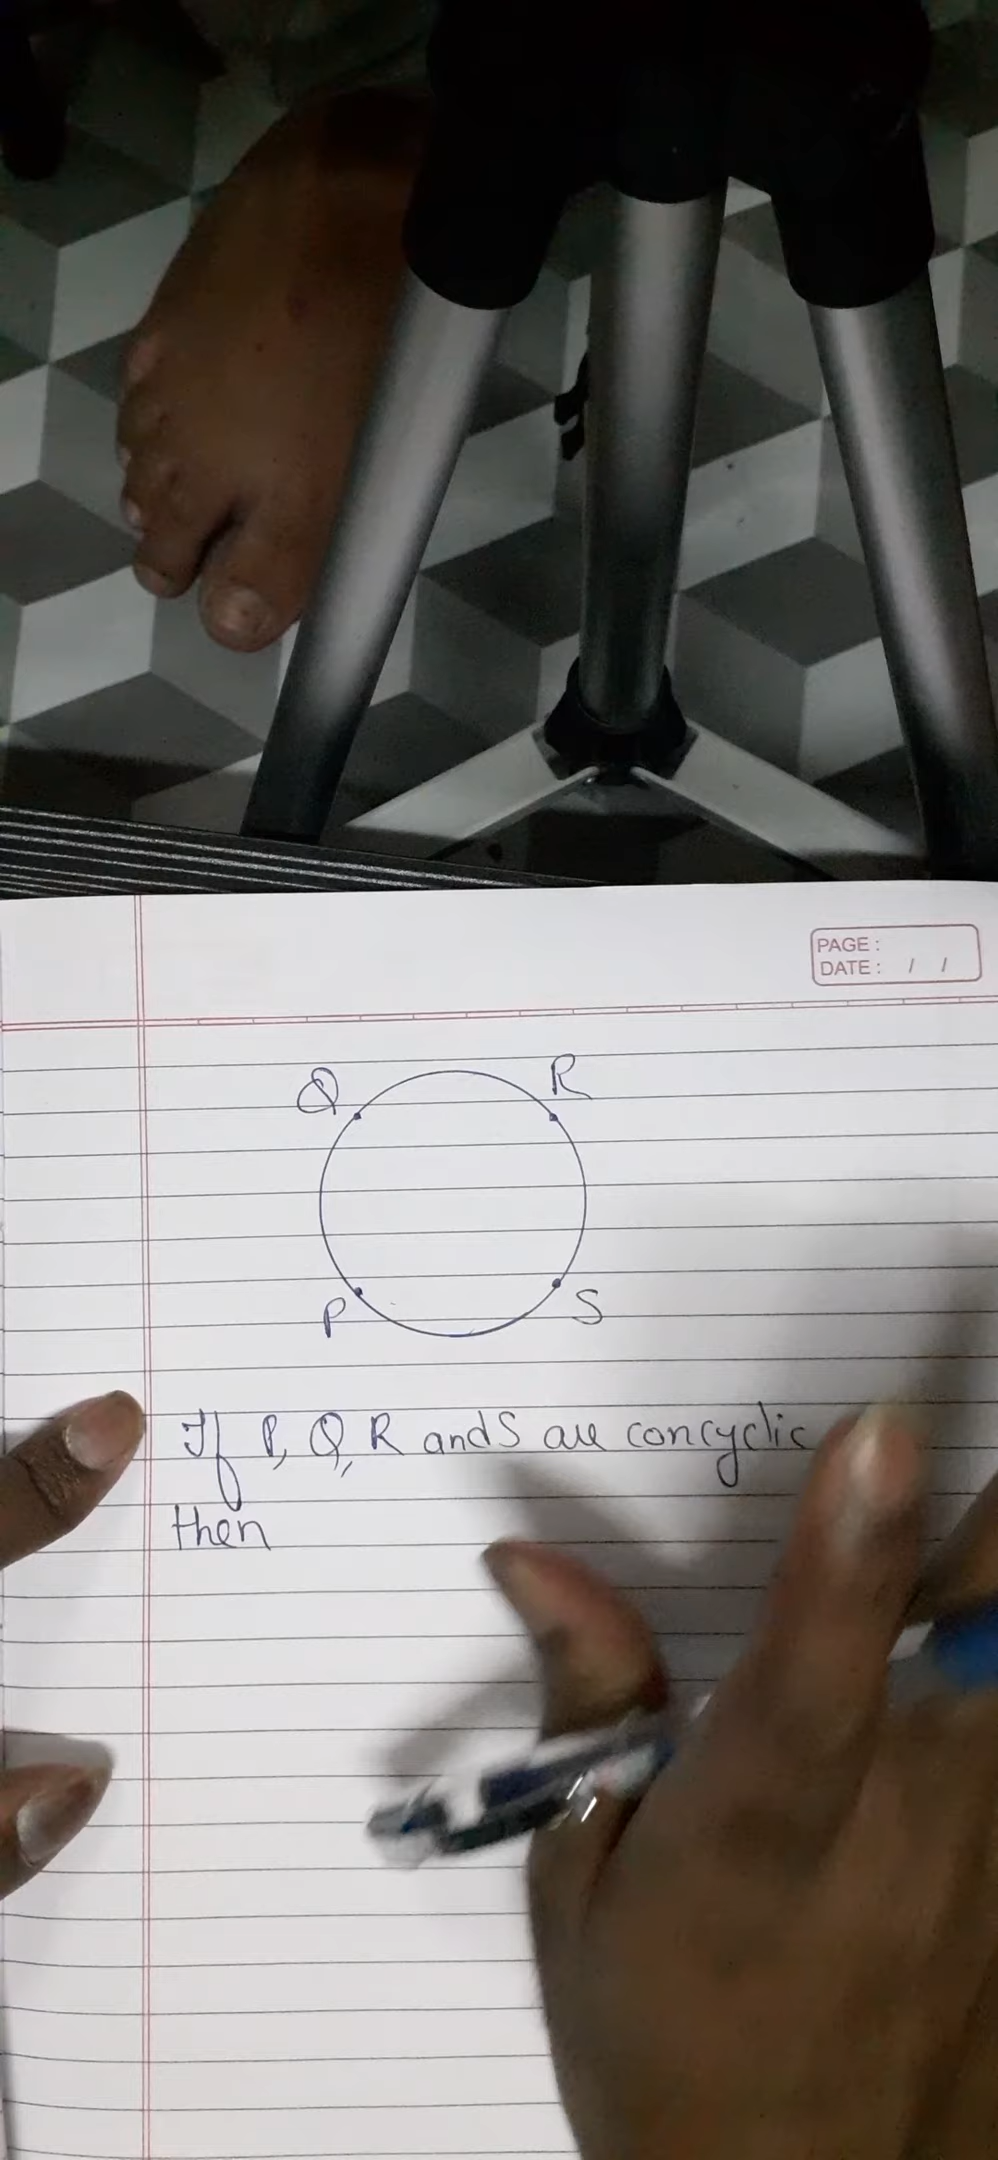 PAGE :
DATE : / /
Q R
P S
If P, Q, R and S are concyclic
then